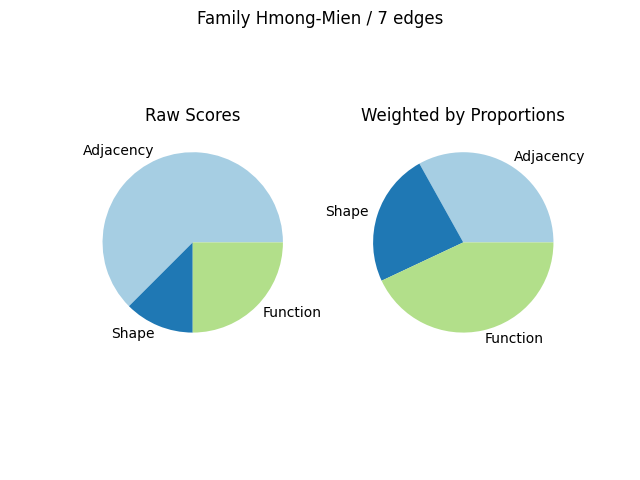 Family Hmong-Mien / 7 edges
Raw Scores
Adjacency
Shape
Function
Weighted by Proportions
Adjacency
Shape
Function